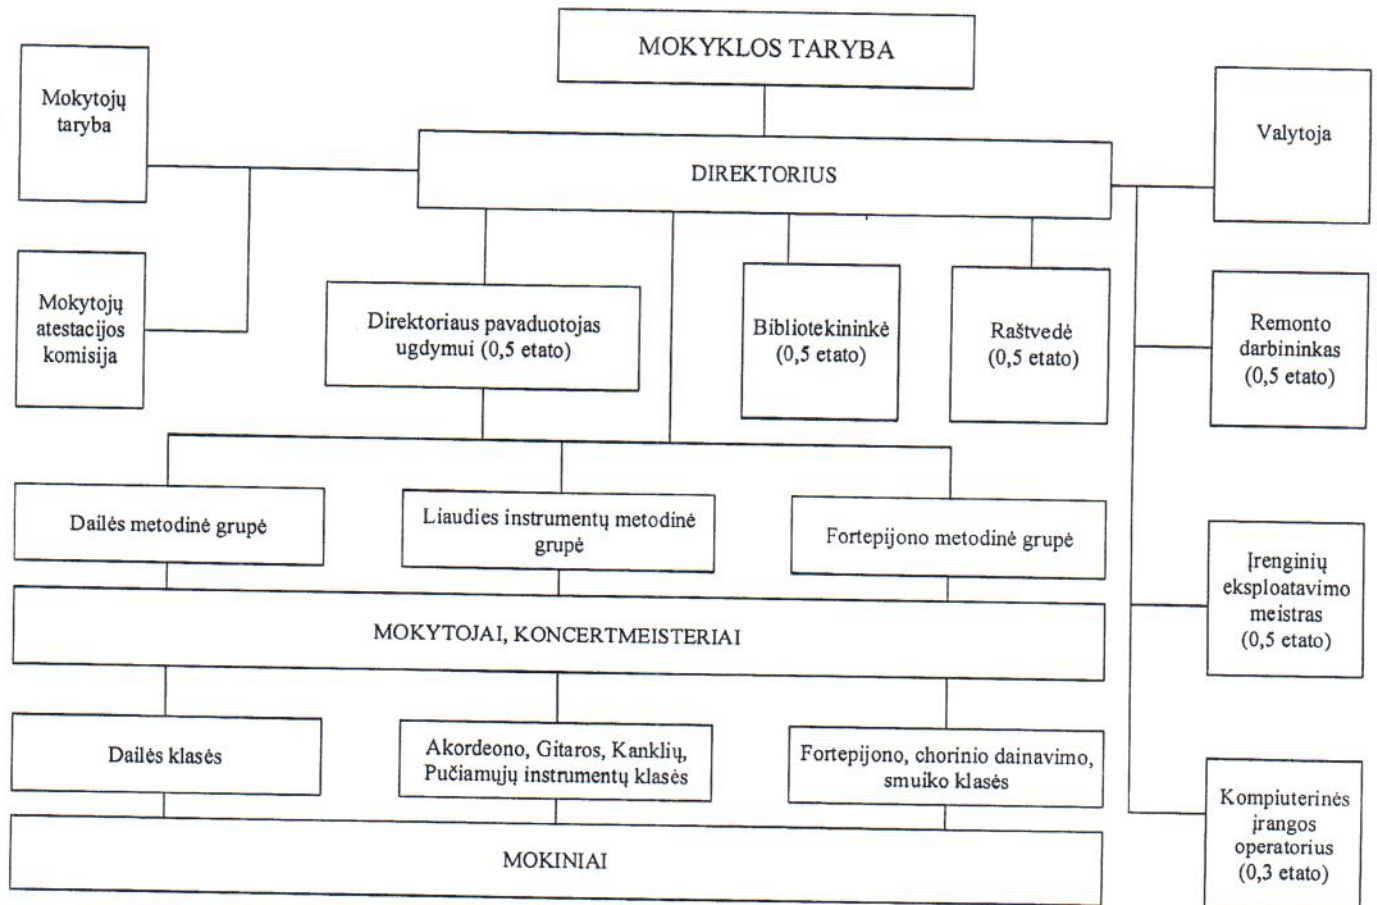 MOKYKLOS TARYBA
Mokytojų
taryba
Valytoja
DIREKTORIUS
Mokytojų
atestacijos
komisija
Direktoriaus pavaduotojas
ugdymui (0,5 etato)
Bibliotekininkė
(0,5 etato)
Raštvedė
(0,5 etato)
Remonto
darbininkas
(0,5 etato)
Dailės metodinė grupė
Liaudies instrumentų metodinė
grupė
Fortepijono metodinė grupė
Įrenginių
eksploatavimo
meistras
(0,5 etato)
MOKYTOJAI, KONCERTMEISTERIAI
Dailės klasės
Akordeono, Gitaros, Kanklių,
Pučiamųjų instrumentų klasės
Fortepijono, chorinio dainavimo,
smuiko klasės
Kompiuterinės
įrangos
operatorius
(0,3 etato)
MOKINIAI